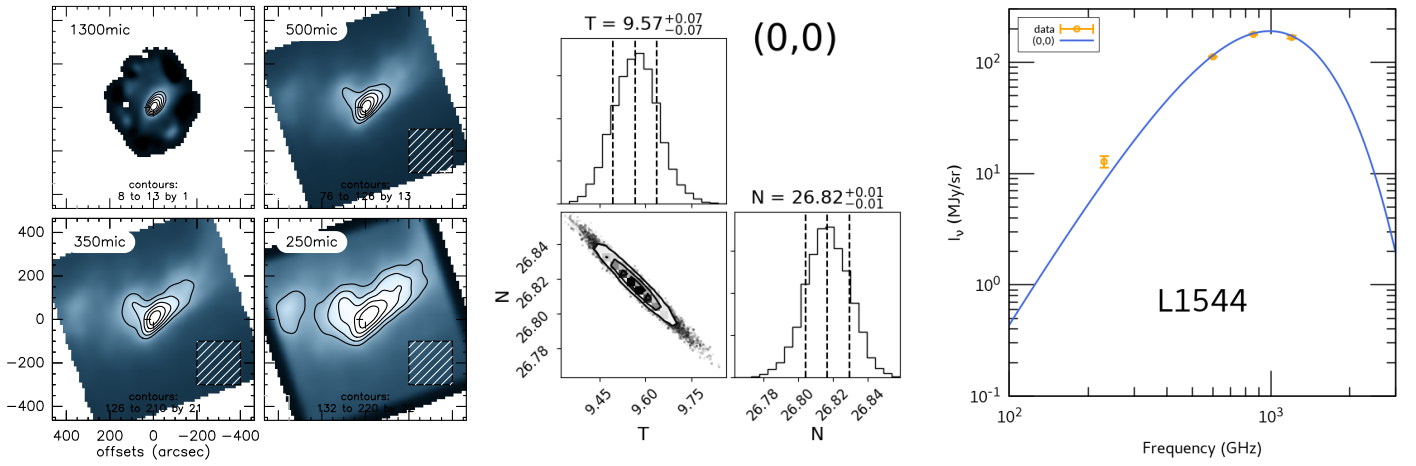 1300mic
contours:
8 to 13 by 1
500mic
contours:
76 to 126 by 13
350mic
contours:
126 to 210 by 21
250mic
contours:
132 to 220 by 22
400
200
0
−200
−400
400 200 0 −200 −400
offsets (arcsec)
T = 9.57 +0.07 −0.07
(0,0)
N = 26.82 +0.01 −0.01
N
26.84
26.82
26.80
26.78
9.45 9.60 9.75
T
26.78 26.80 26.82 26.84
N
data
(0,0)
Iν (MJy/sr)
10²
10¹
10⁰
10⁻¹
L1544
10² 10³
Frequency (GHz)